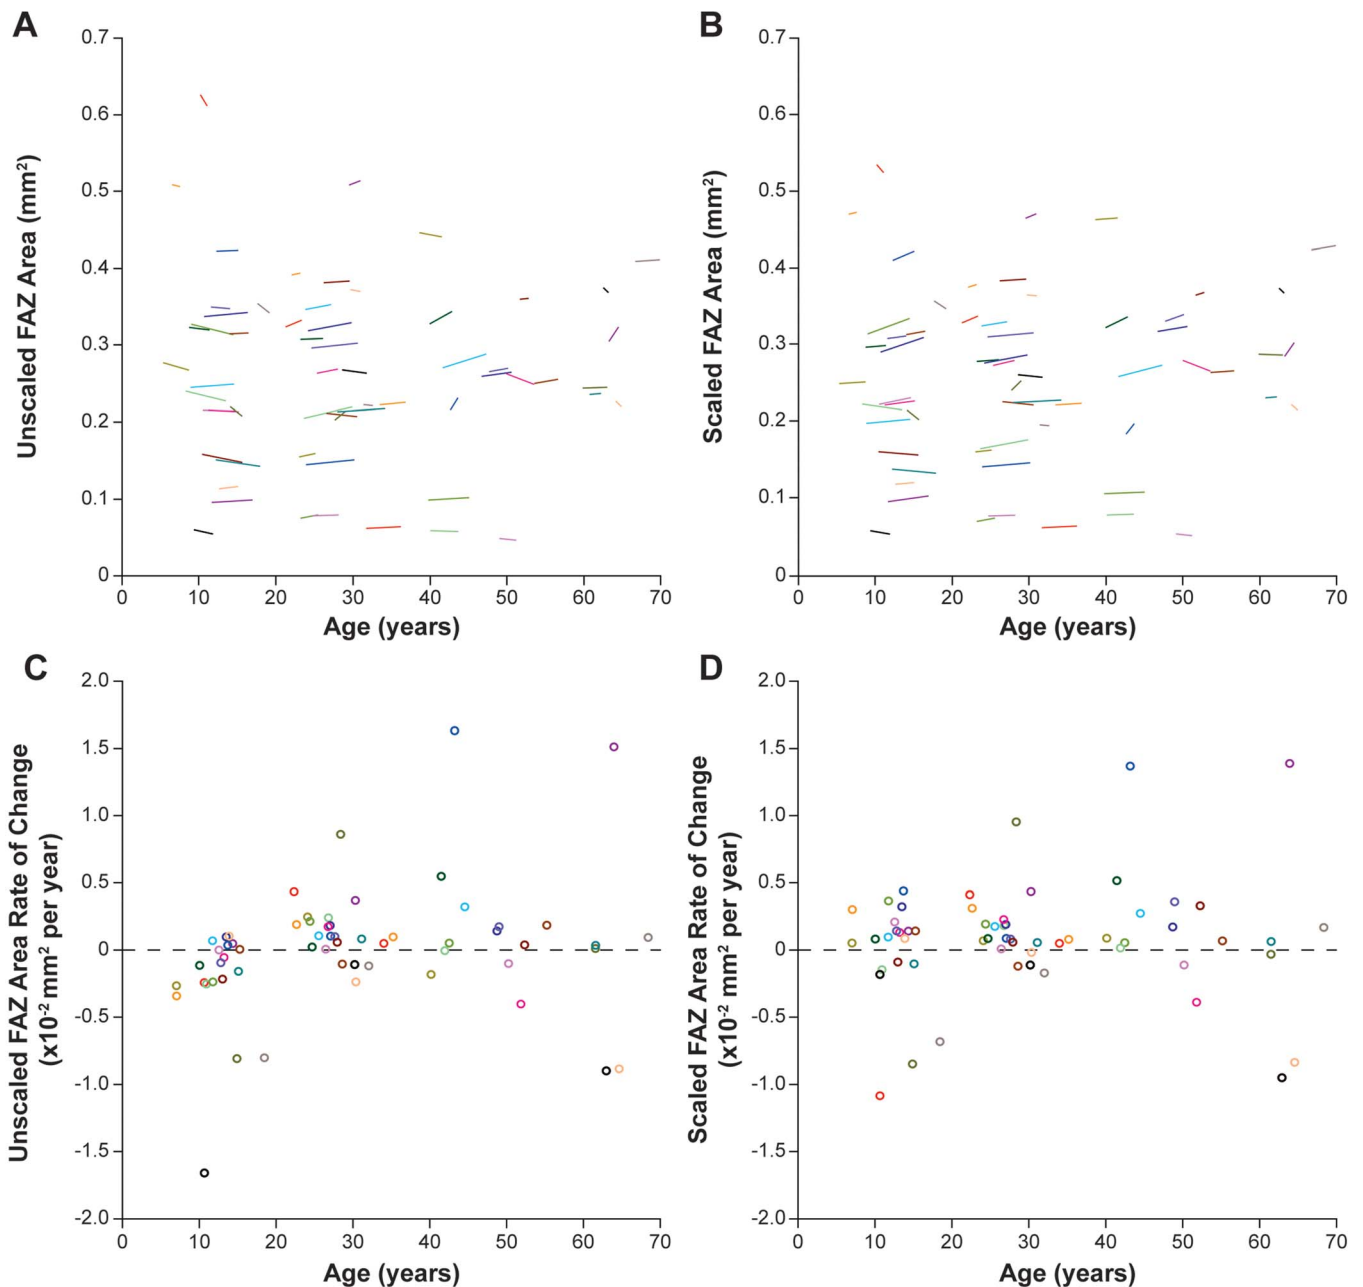 A
Unscaled FAZ Area (mm²)
0.7
0.6
0.5
0.4
0.3
0.2
0.1
0
0 10 20 30 40 50 60 70
Age (years)
B
Scaled FAZ Area (mm²)
0.7
0.6
0.5
0.4
0.3
0.2
0.1
0
0 10 20 30 40 50 60 70
Age (years)
C
Unscaled FAZ Area Rate of Change
(x10⁻² mm² per year)
2.0
1.5
1.0
0.5
0
-0.5
-1.0
-1.5
-2.0
0 10 20 30 40 50 60 70
Age (years)
D
Scaled FAZ Area Rate of Change
(x10⁻² mm² per year)
2.0
1.5
1.0
0.5
0
-0.5
-1.0
-1.5
-2.0
0 10 20 30 40 50 60 70
Age (years)